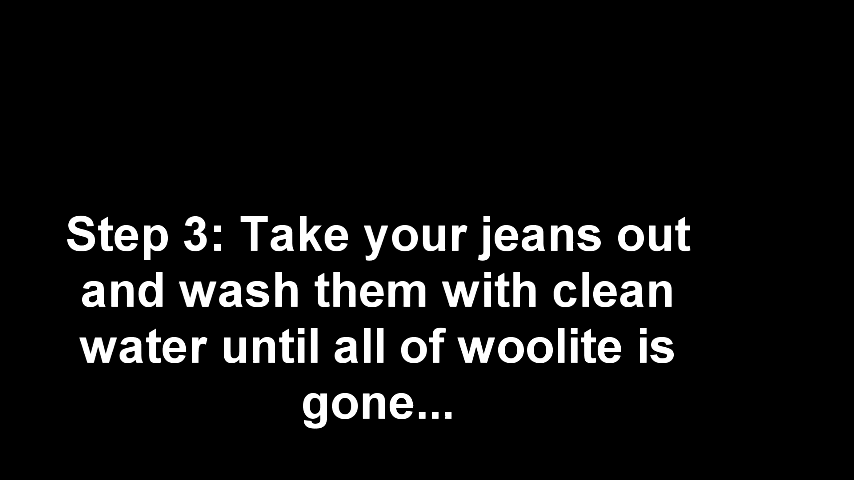 Step 3: Take your jeans out
and wash them with clean
water until all of woolite is
gone...